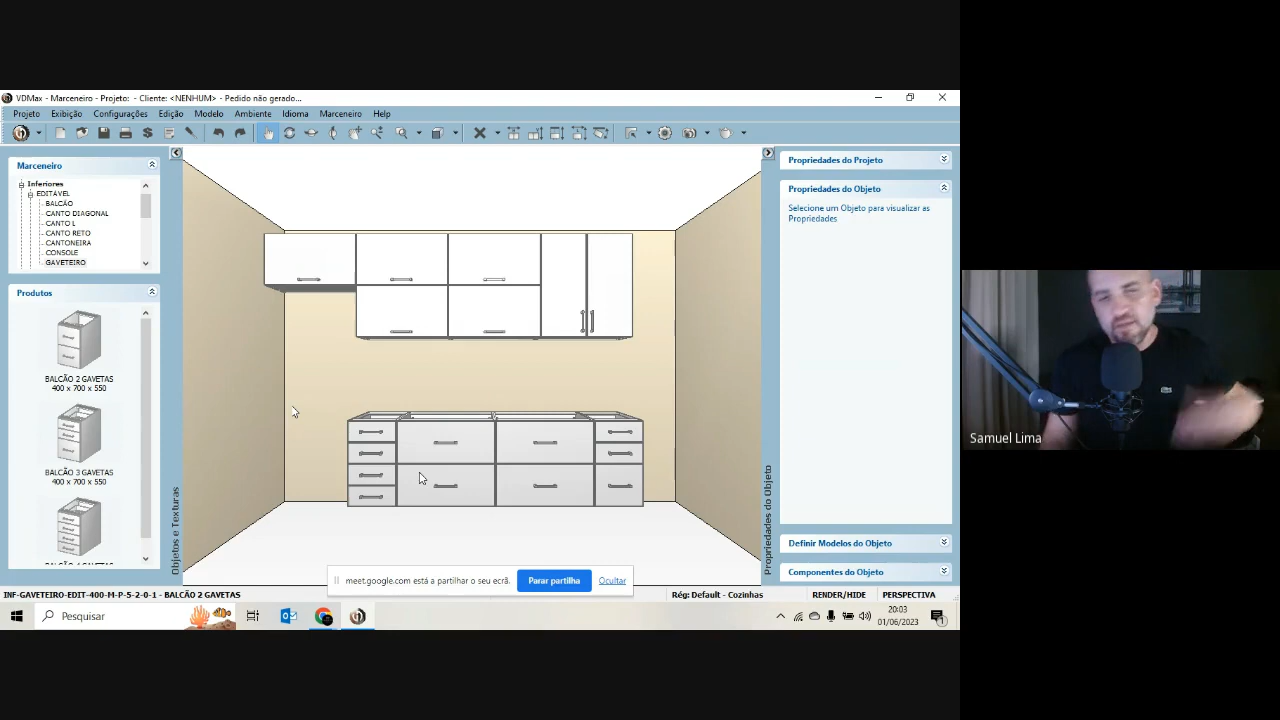 VDMax - Marceneiro - Projeto:  - Cliente: <NENHUM> - Pedido não gerado...
Projeto Exibição Configurações Edição Modelo Ambiente Idioma Marceneiro Help
Marceneiro
Inferiores
EDITÁVEL
BALCÃO
CANTO DIAGONAL
CANTO L
CANTO RETO
CANTONEIRA
CONSOLE
GAVETEIRO
Produtos
BALCÃO 2 GAVETAS
400 x 700 x 550
BALCÃO 3 GAVETAS
400 x 700 x 550
Objetos e Texturas
Propriedades do Objeto
Propriedades do Projeto
Propriedades do Objeto
Selecione um Objeto para visualizar as
Propriedades
Definir Modelos do Objeto
Componentes do Objeto
meet.google.com está a partilhar o seu ecrã.
Parar partilha
Ocultar
INF-GAVETEIRO-EDIT-400-M-P-5-2-0-1 - BALCÃO 2 GAVETAS
Rég: Default - Cozinhas
RENDER/HIDE
PERSPECTIVA
Pesquisar
20:03
01/06/2023
1
Samuel Lima